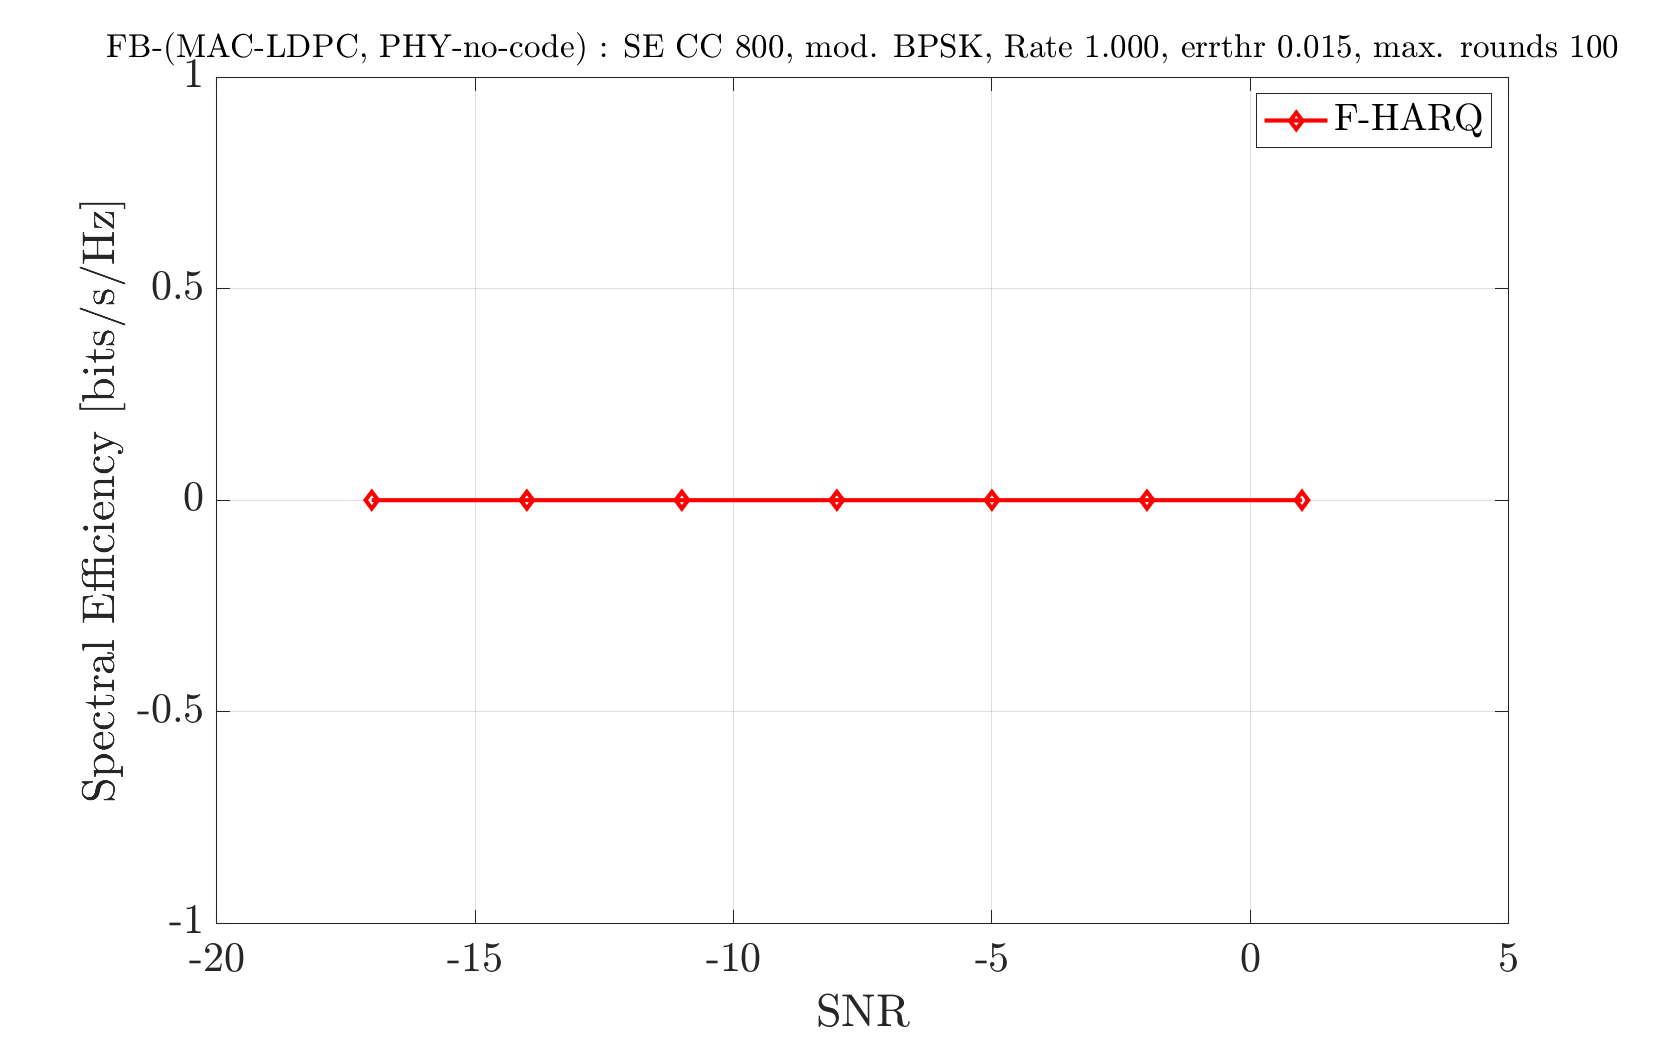 FB-(MAC-LDPC, PHY-no-code) : SE CC 800, mod. BPSK, Rate 1.000, errthr 0.015, max. rounds 100
F-HARQ
Spectral Efficiency [bits/s/Hz]
1
0.5
0
-0.5
-1
-20 -15 -10 -5 0 5
SNR